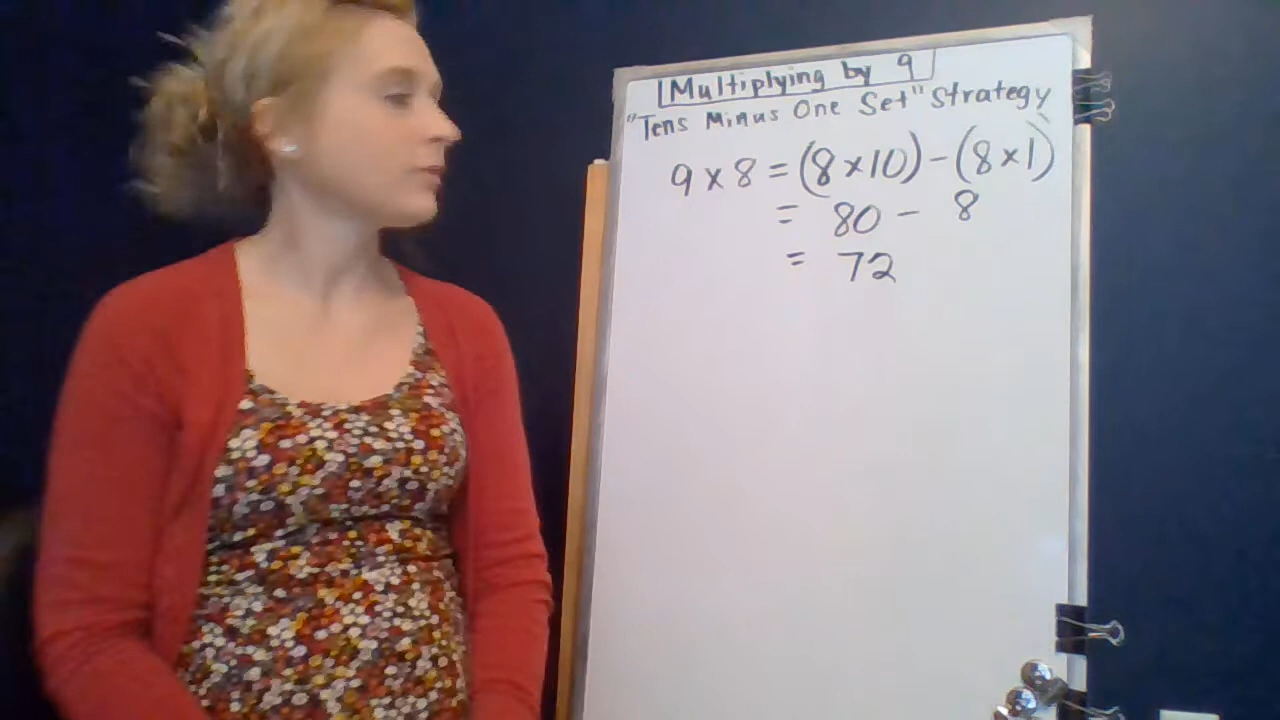 Multiplying by 9
"Tens Minus One Set" Strategy
9 x 8 = (8 x 10) - (8 x 1)
= 80 - 8
= 72